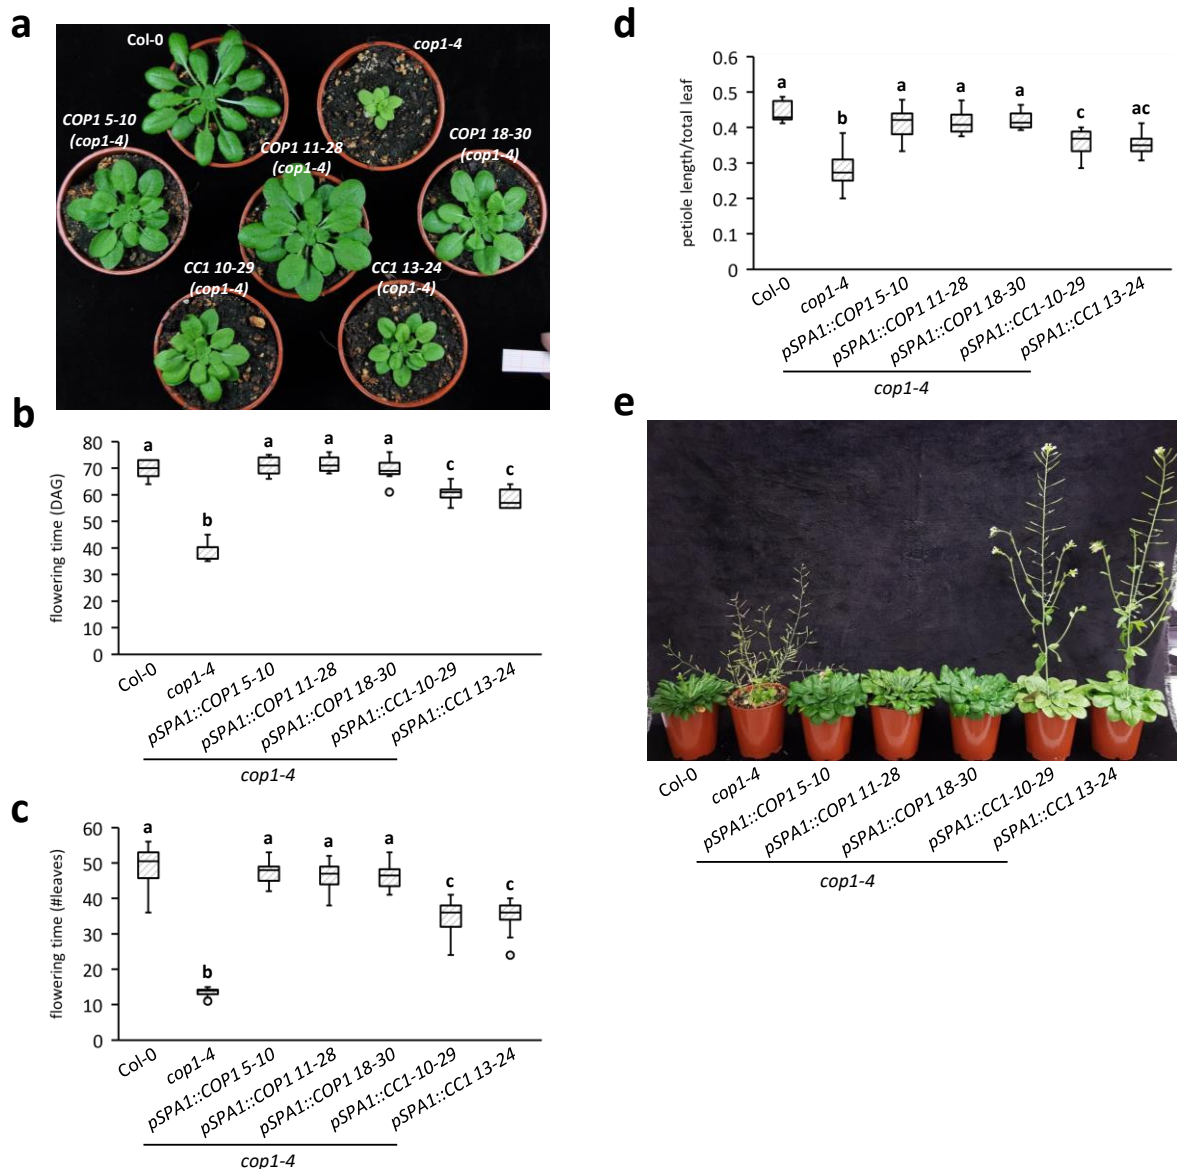 a
Col-0
cop1-4
COP1 5-10
(cop1-4)
COP1 11-28
(cop1-4)
COP1 18-30
(cop1-4)
CC1 10-29
(cop1-4)
CC1 13-24
(cop1-4)
b
80
70
60
50
40
30
20
10
0
flowering time (DAG)
a
b
a
a
a
c
c
Col-0
cop1-4
pSPA1::COP1 5-10
pSPA1::COP1 11-28
pSPA1::COP1 18-30
pSPA1::CC1-10-29
pSPA1::CC1 13-24
cop1-4
c
60
50
40
30
20
10
0
flowering time (#leaves)
a
b
a
a
a
c
c
Col-0
cop1-4
pSPA1::COP1 5-10
pSPA1::COP1 11-28
pSPA1::COP1 18-30
pSPA1::CC1-10-29
pSPA1::CC1 13-24
cop1-4
d
0.6
0.5
0.4
0.3
0.2
0.1
0
petiole length/total leaf
a
b
a
a
a
c
ac
Col-0
cop1-4
pSPA1::COP1 5-10
pSPA1::COP1 11-28
pSPA1::COP1 18-30
pSPA1::CC1-10-29
pSPA1::CC1 13-24
cop1-4
e
Col-0
cop1-4
pSPA1::COP1 5-10
pSPA1::COP1 11-28
pSPA1::COP1 18-30
pSPA1::CC1-10-29
pSPA1::CC1 13-24
cop1-4